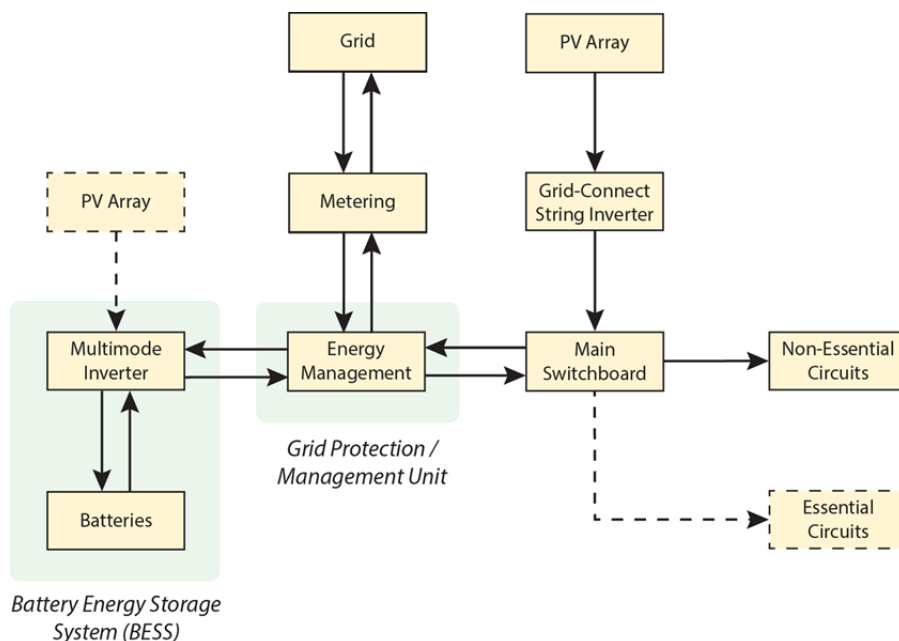 Grid
PV Array
PV Array
Metering
Grid-Connect
String Inverter
Multimode
Inverter
Energy
Management
Main
Switchboard
Non-Essential
Circuits
Grid Protection /
Management Unit
Batteries
Essential
Circuits
Battery Energy Storage
System (BESS)